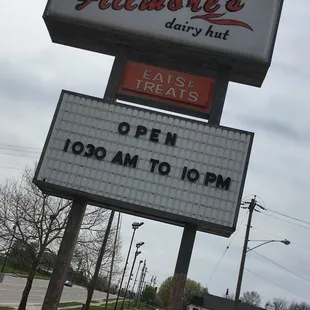 Fillmore's
dairy hut
EATS &
TREATS
OPEN
1030 AM TO 10 PM